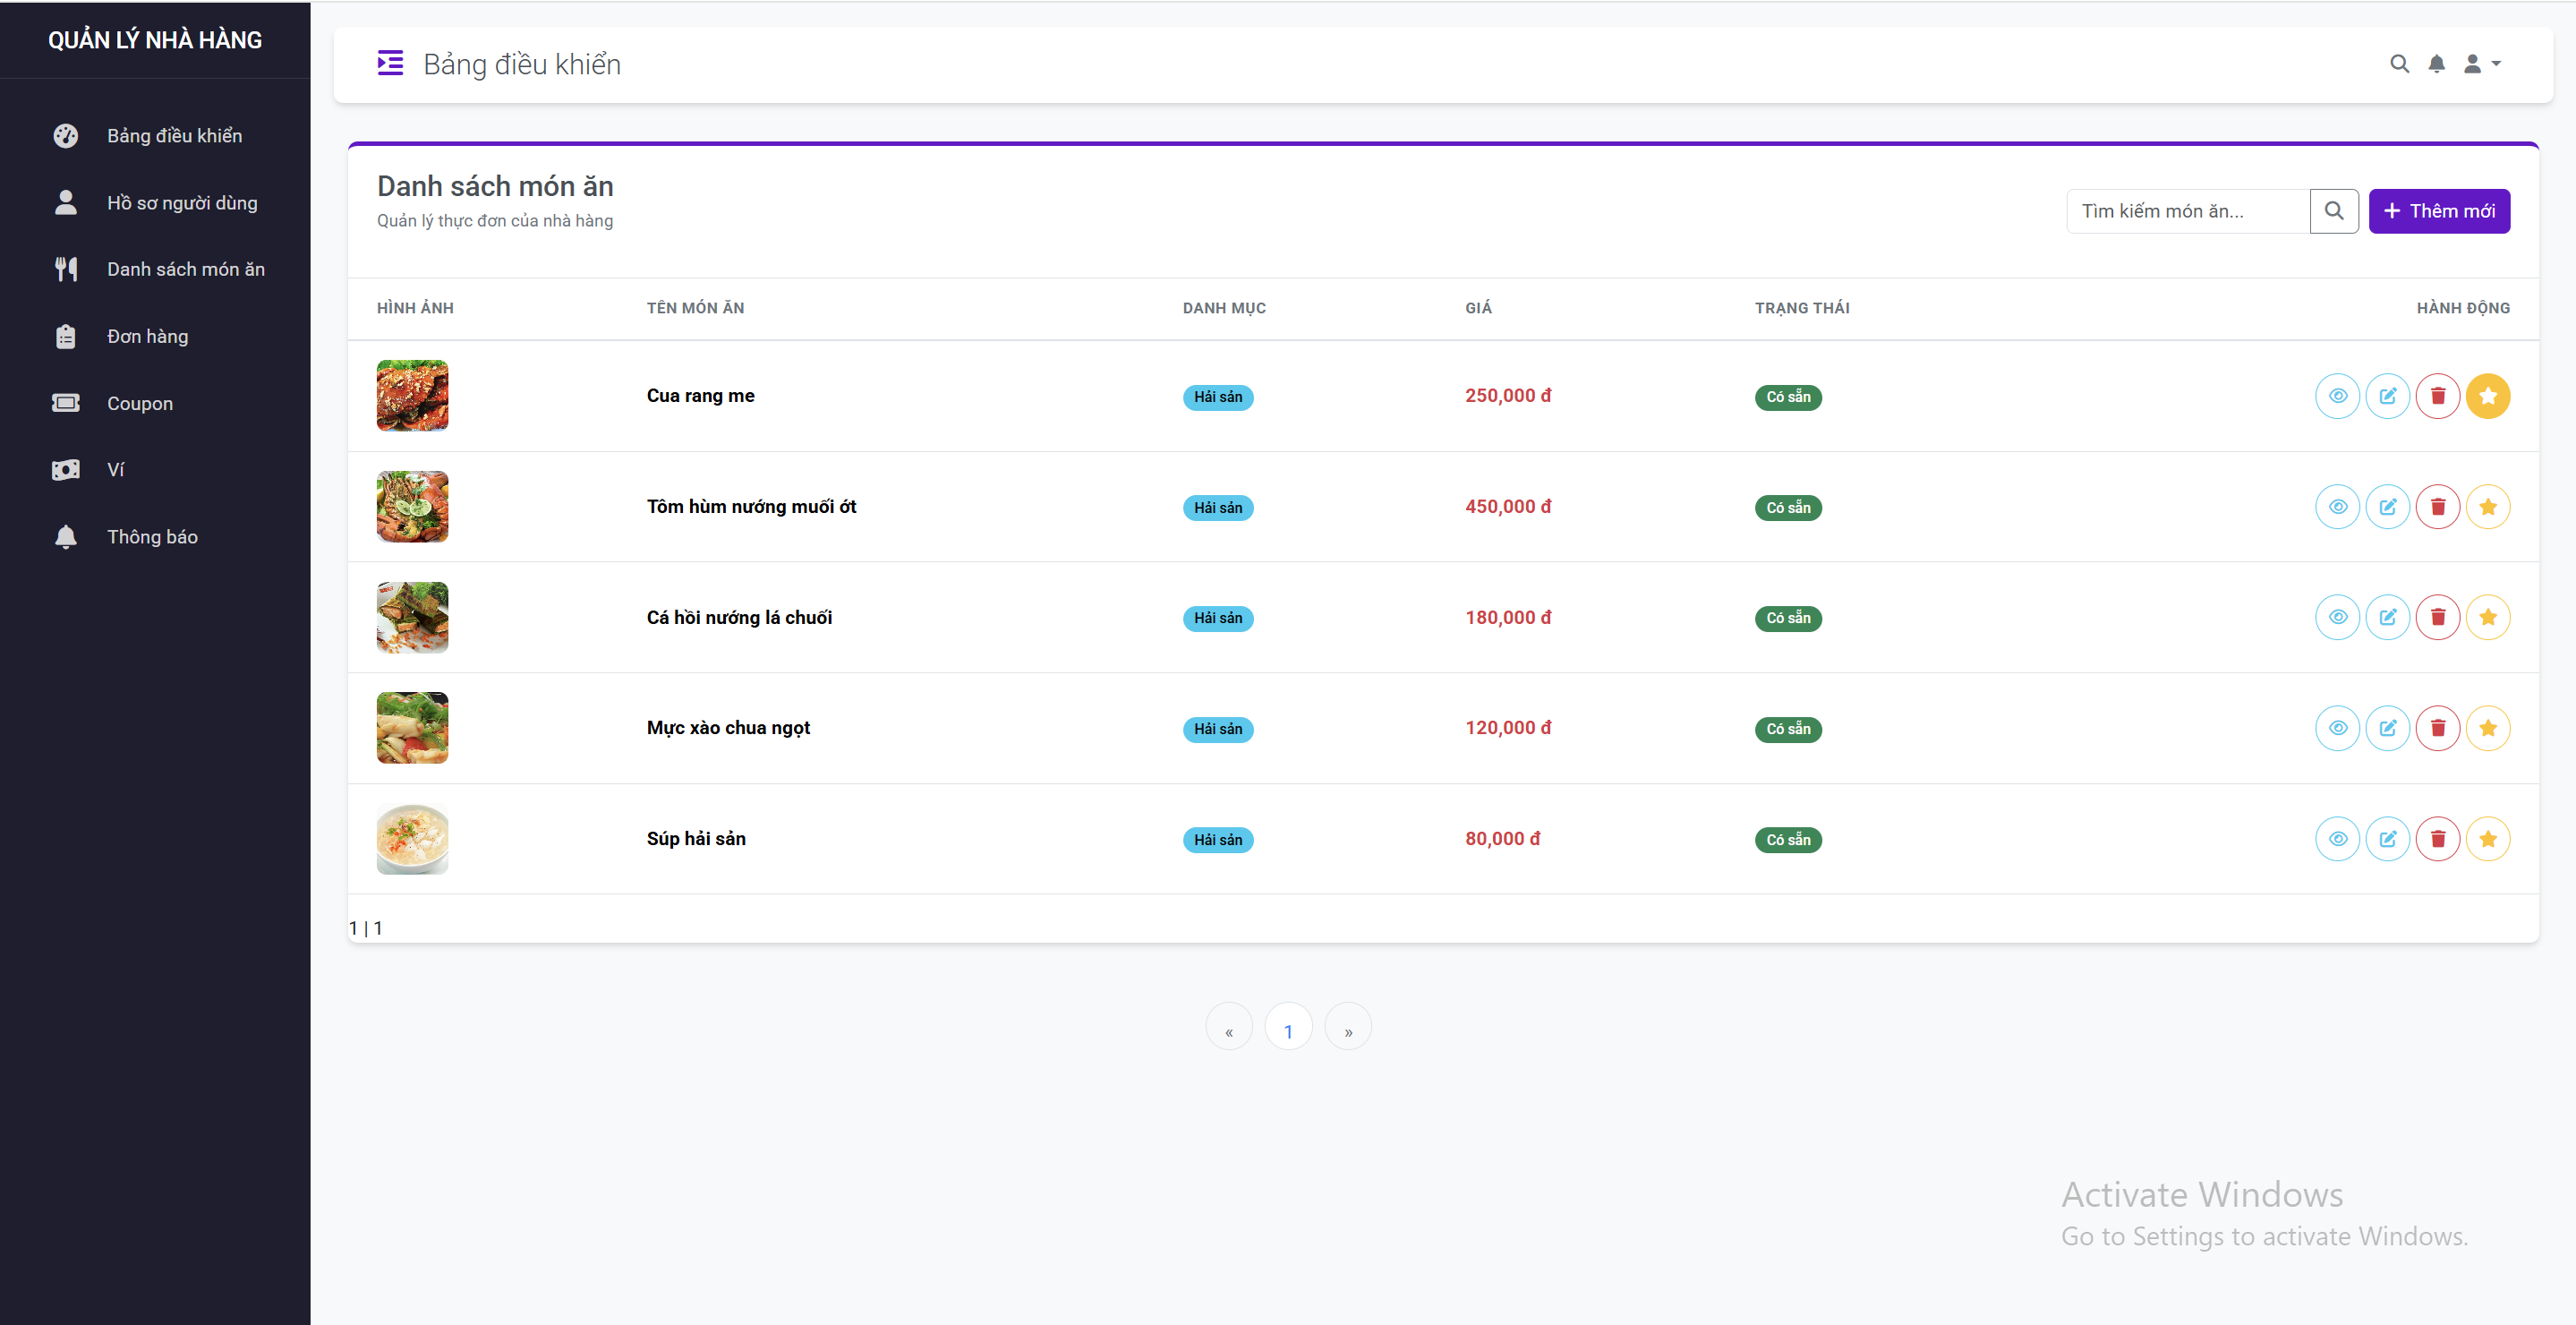 QUẢN LÝ NHÀ HÀNG
Bảng điều khiển
Hồ sơ người dùng
Danh sách món ăn
Đơn hàng
Coupon
Ví
Thông báo
Bảng điều khiển
Danh sách món ăn
Quản lý thực đơn của nhà hàng
Tìm kiếm món ăn...
Thêm mới
HÌNH ẢNH TÊN MÓN ĂN DANH MỤC GIÁ TRẠNG THÁI HÀNH ĐỘNG
Cua rang me Hải sản 250,000 đ Có sẵn
Tôm hùm nướng muối ớt Hải sản 450,000 đ Có sẵn
Cá hồi nướng lá chuối Hải sản 180,000 đ Có sẵn
Mực xào chua ngọt Hải sản 120,000 đ Có sẵn
Súp hải sản Hải sản 80,000 đ Có sẵn
1 | 1
« 1 »
Activate Windows
Go to Settings to activate Windows.